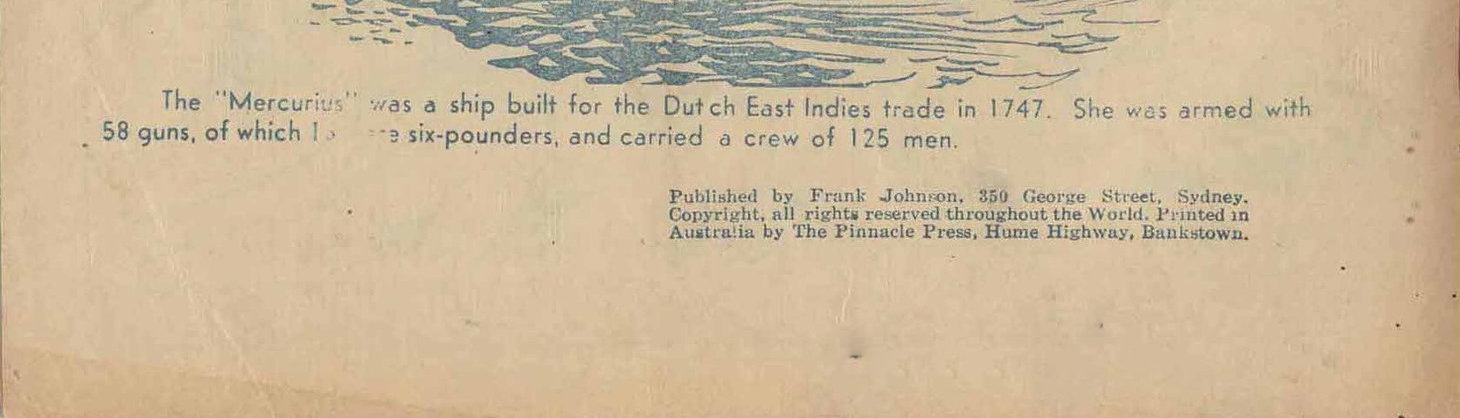 The "Mercurius" was a ship built for the Dutch East Indies trade in 1747. She was armed with
58 guns, of which six-pounders, and carried a crew of 125 men.
Published by Frank Johnson, 350 George Street, Sydney.
Copyright, all rights reserved throughout the World. Printed in
Australia by The Pinnacle Press, Hume Highway, Bankstown.